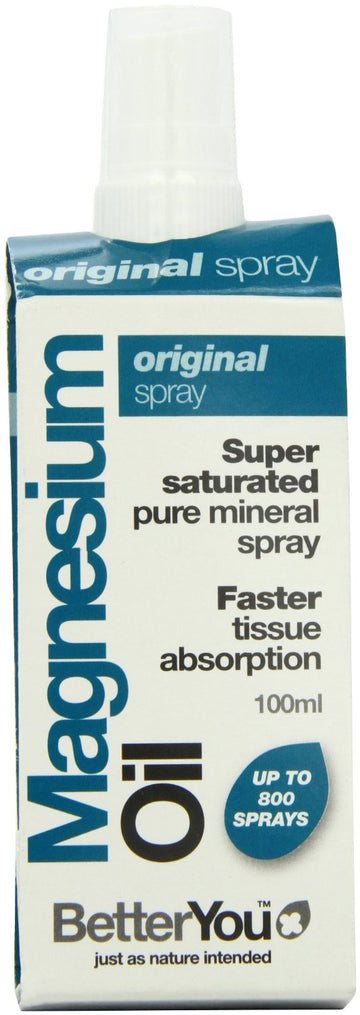 original spray
Magnesium
Oil
original
spray
Super
saturated
pure mineral
spray
Faster
tissue
absorption
100ml
UP TO
800
SPRAYS
BetterYou™
just as nature intended